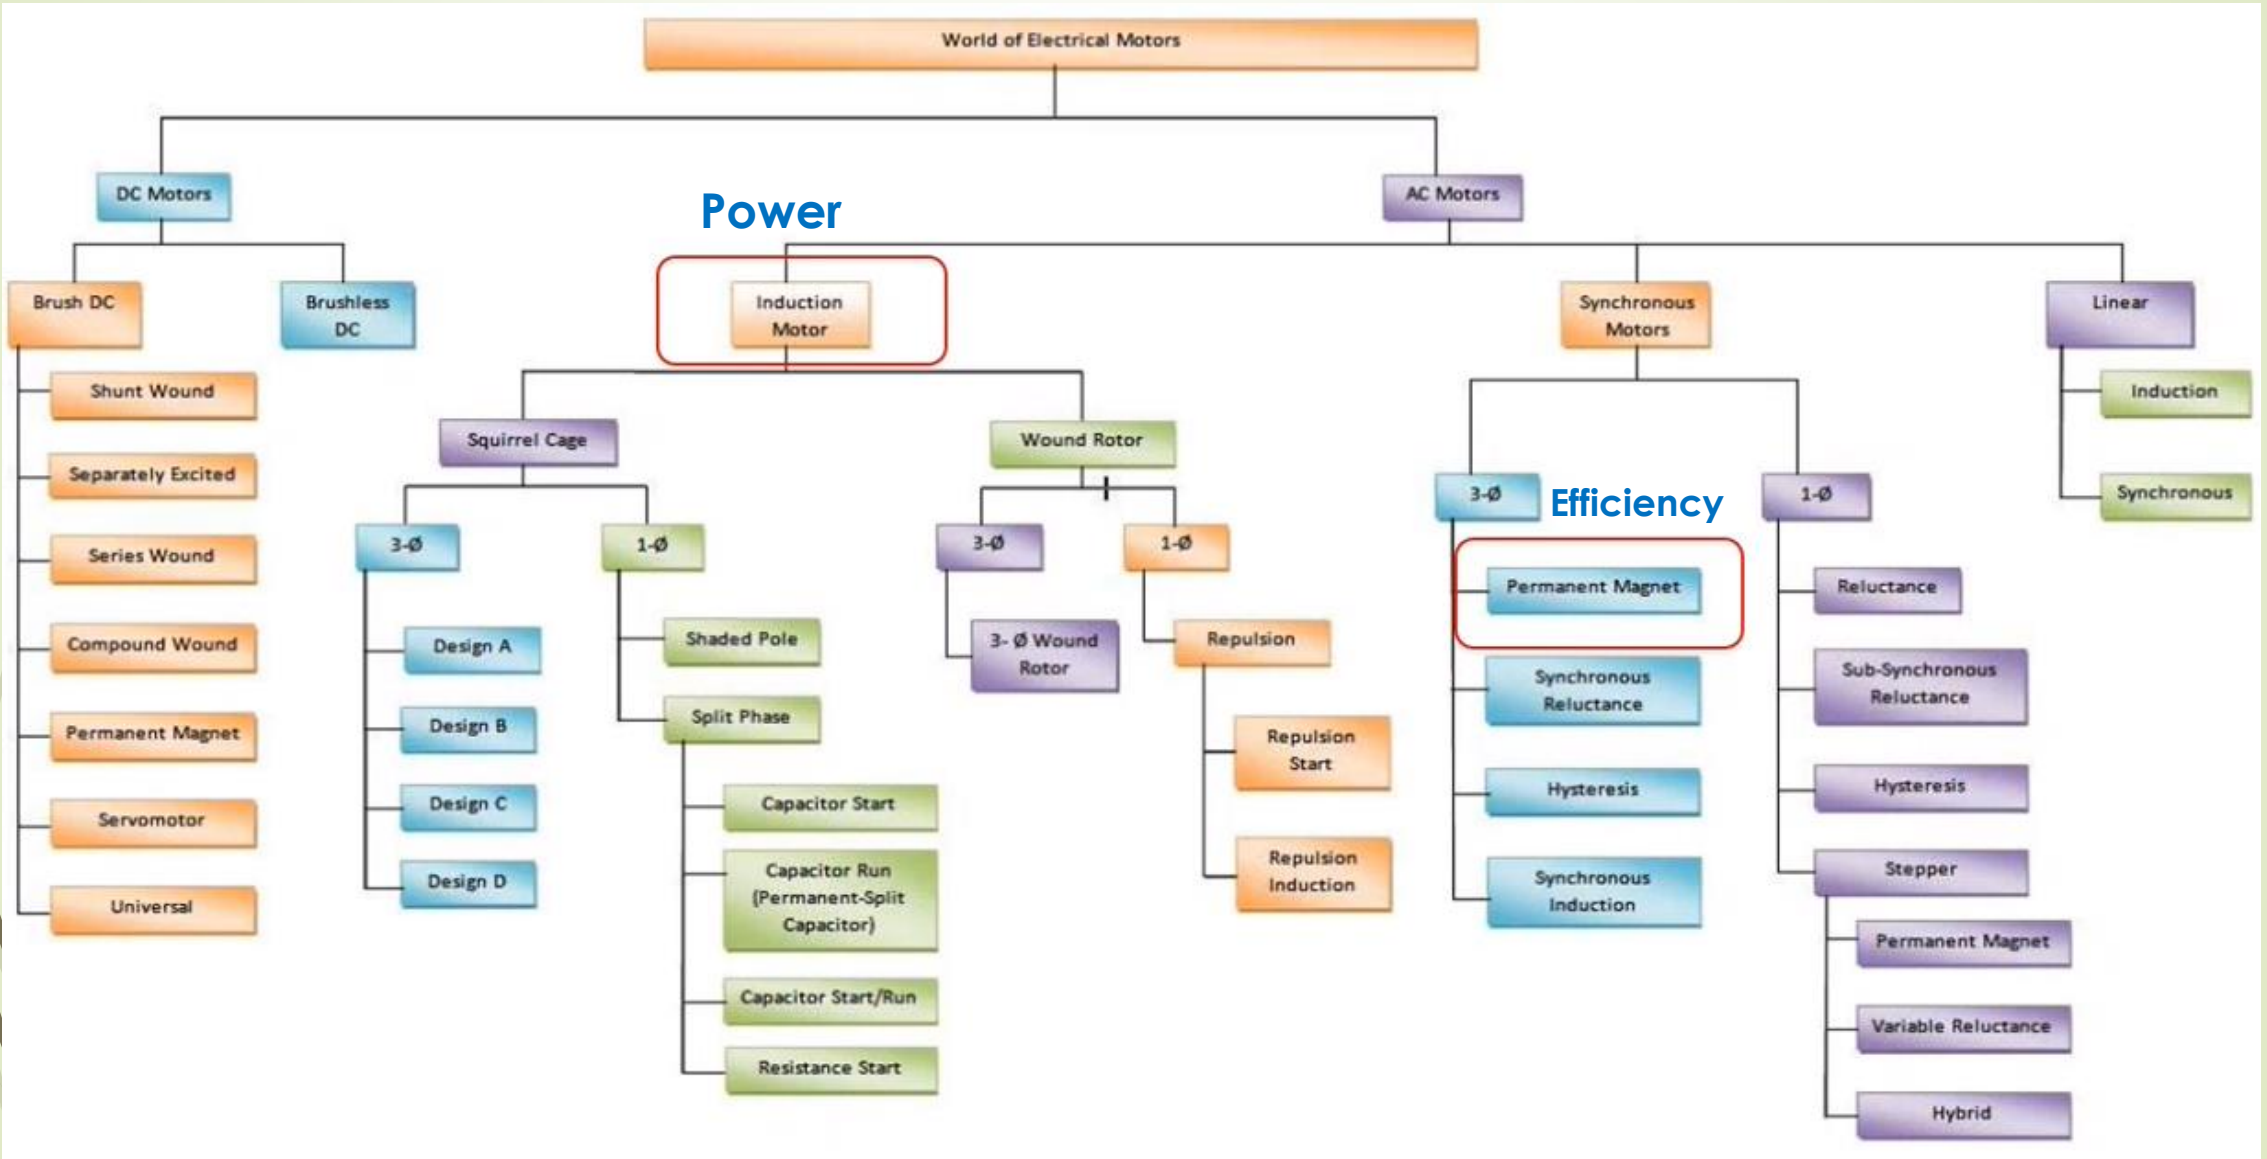 World of Electrical Motors
DC Motors
Power
AC Motors
Brush DC
Brushless
DC
Induction
Motor
Synchronous
Motors
Linear
Shunt Wound
Separately Excited
Series Wound
Compound Wound
Permanent Magnet
Servomotor
Universal
Squirrel Cage
3-Ø
Design A
Design B
Design C
Design D
1-Ø
Shaded Pole
Split Phase
Capacitor Start
Capacitor Run
(Permanent-Split
Capacitor)
Capacitor Start/Run
Resistance Start
Wound Rotor
3-Ø
3- Ø Wound
Rotor
1-Ø
Repulsion
Repulsion
Start
Repulsion
Induction
3-Ø
Efficiency
Permanent Magnet
Synchronous
Reluctance
Hysteresis
Synchronous
Induction
1-Ø
Reluctance
Sub-Synchronous
Reluctance
Hysteresis
Stepper
Permanent Magnet
Variable Reluctance
Hybrid
Induction
Synchronous